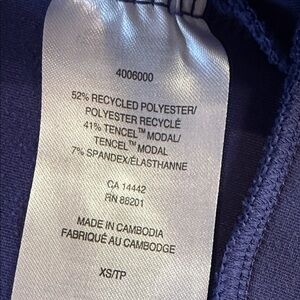 4006000
52% RECYCLED POLYESTER/
POLYESTER RECYCLÉ
41% TENCEL™ MODAL/
TENCEL™ MODAL
7% SPANDEX/ÉLASTHANNE
CA 14442
RN 86201
MADE IN CAMBODIA
FABRIQUÉ AU CAMBODGE
XS/TP